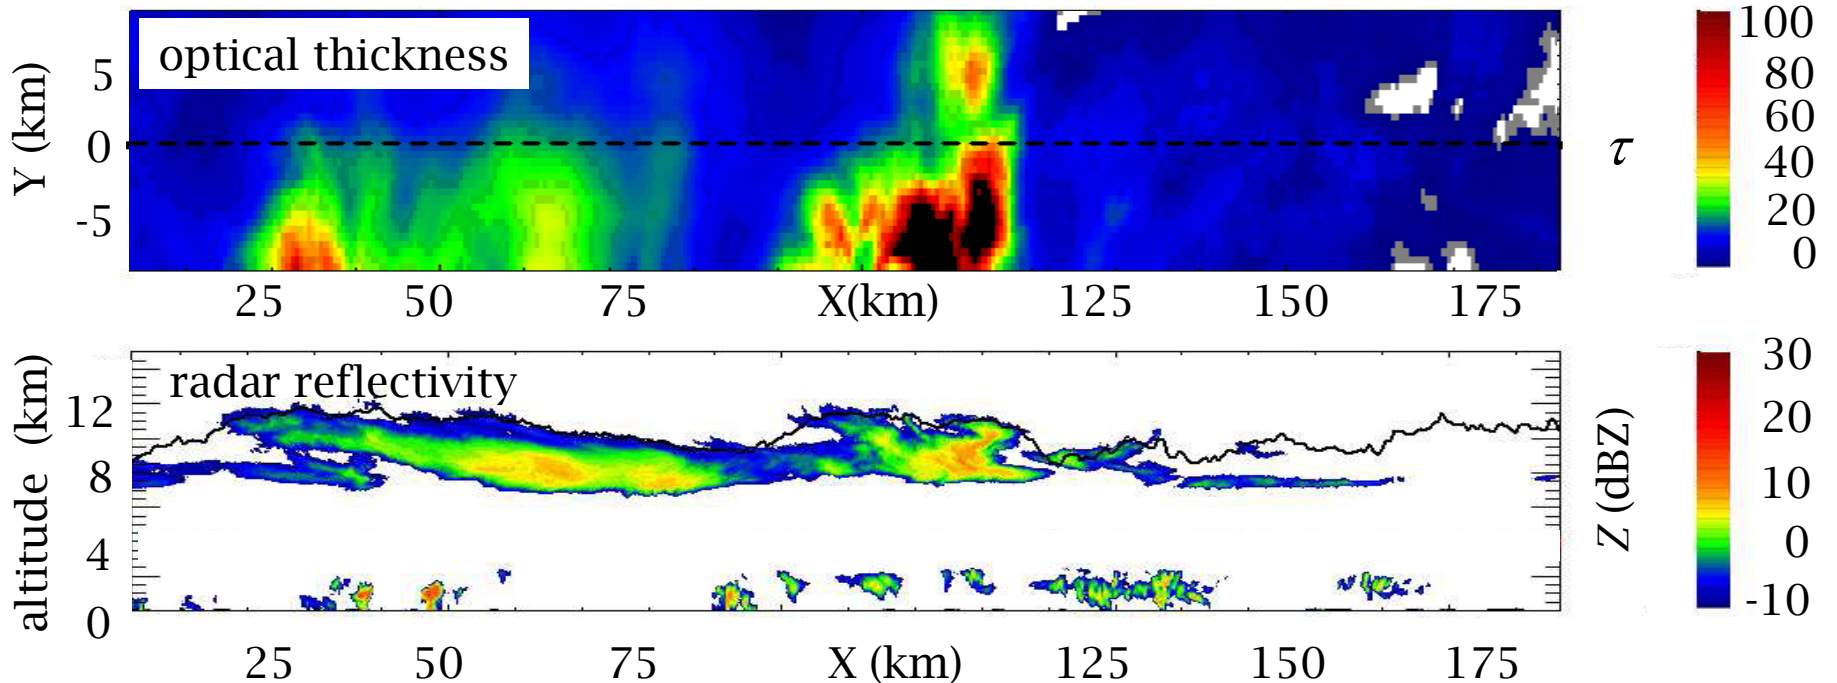 optical thickness
Y (km)
5
0
-5
25 50 75 X(km) 125 150 175
τ
100
80
60
40
20
0
radar reflectivity
altitude (km)
12
8
4
0
25 50 75 X (km) 125 150 175
Z (dBZ)
30
20
10
0
-10